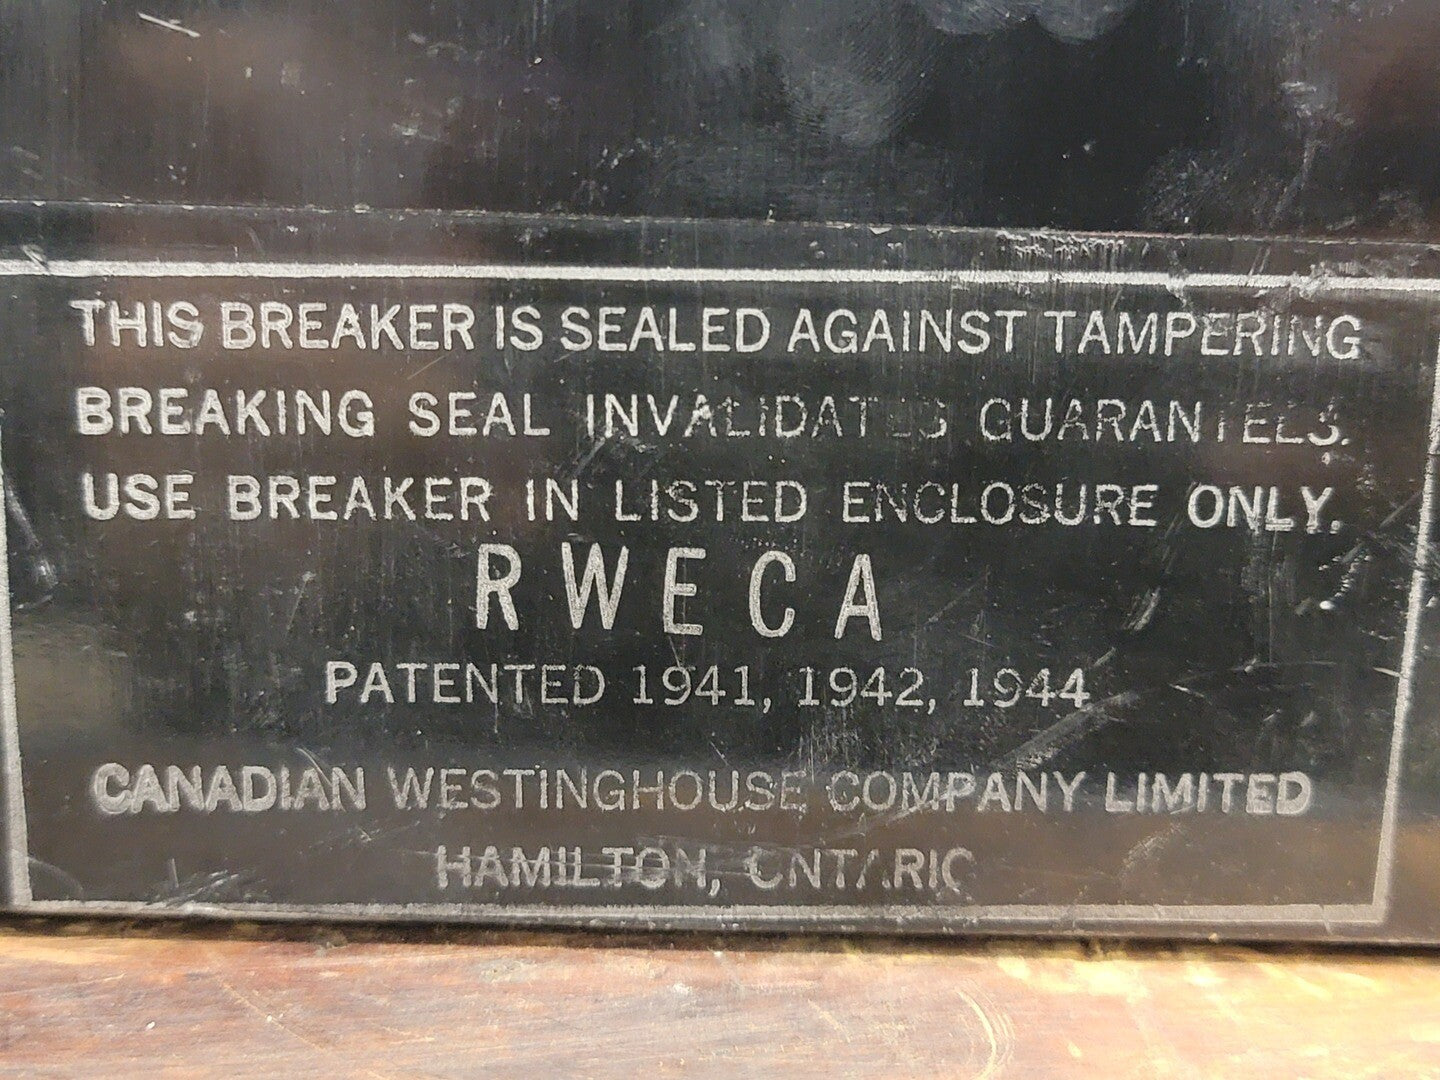 THIS BREAKER IS SEALED AGAINST TAMPERING
BREAKING SEAL INVALIDATES GUARANTEES.
USE BREAKER IN LISTED ENCLOSURE ONLY.
RWECA
PATENTED 1941, 1942, 1944
CANADIAN WESTINGHOUSE COMPANY LIMITED
HAMILTON, ONTARIO